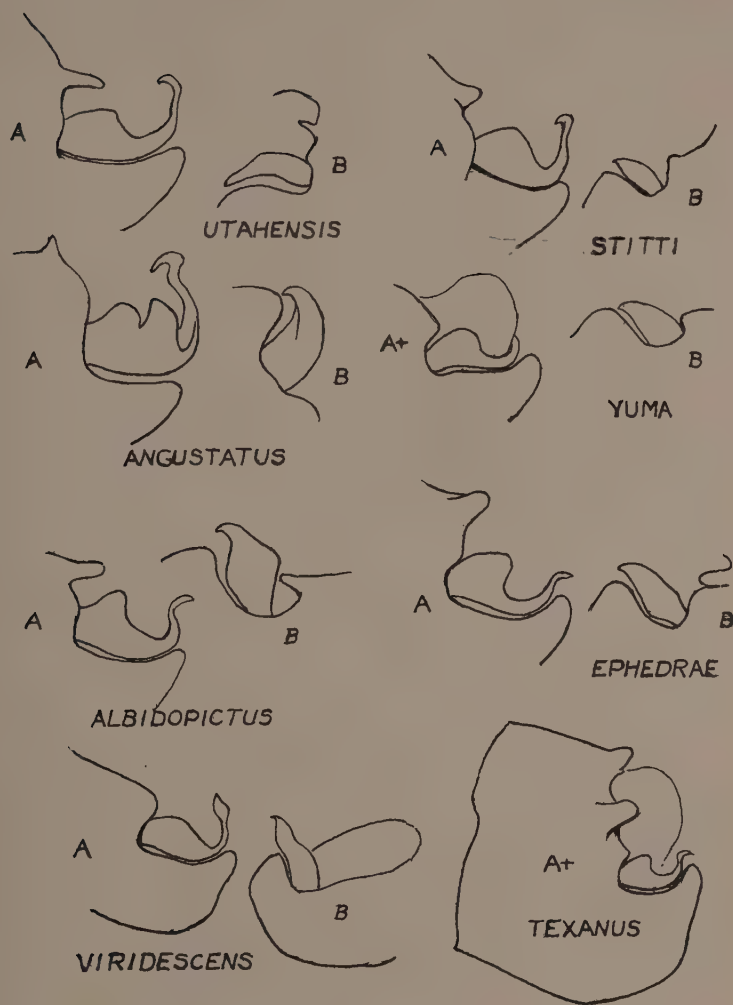 A
B
UTAHENSIS
A
B
STITTI
A
B
ANGUSTATUS
A+
B
YUMA
A
B
ALBIDOPICTUS
A
B
EPHEDRAE
A
B
VIRIDESCENS
A+
TEXANUS